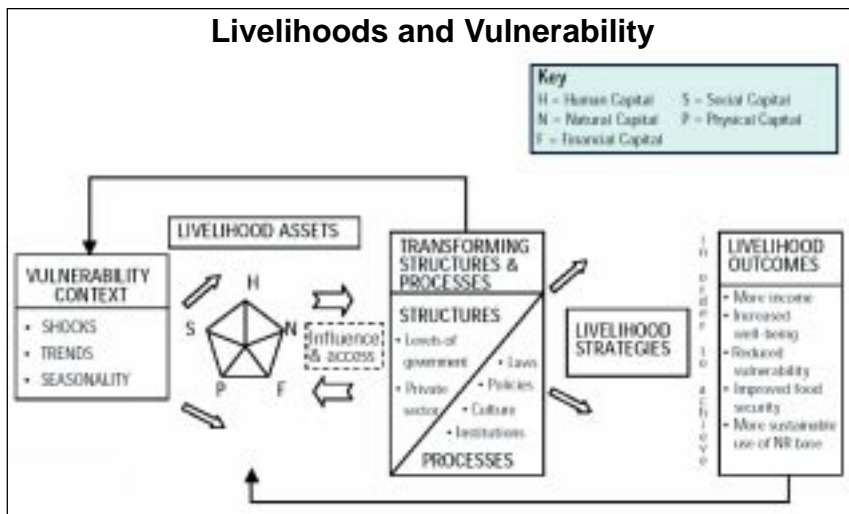 Livelihoods and Vulnerability
Key
H – Human Capital S – Social Capital
N – Natural Capital P – Physical Capital
F – Financial Capital
LIVELIHOOD ASSETS
VULNERABILITY
CONTEXT
• SHOCKS
• TRENDS
• SEASONALITY
H
S
N
P
F
Influence
& access
TRANSFORMING
STRUCTURES &
PROCESSES
STRUCTURES
• Levels of
government
• Private
sector
• Laws
• Policies
• Culture
• Institutions
PROCESSES
LIVELIHOOD
STRATEGIES
in order to achieve
LIVELIHOOD
OUTCOMES
• More income
• Increased
well-being
• Reduced
vulnerability
• Improved food
security
• More sustainable
use of NR base